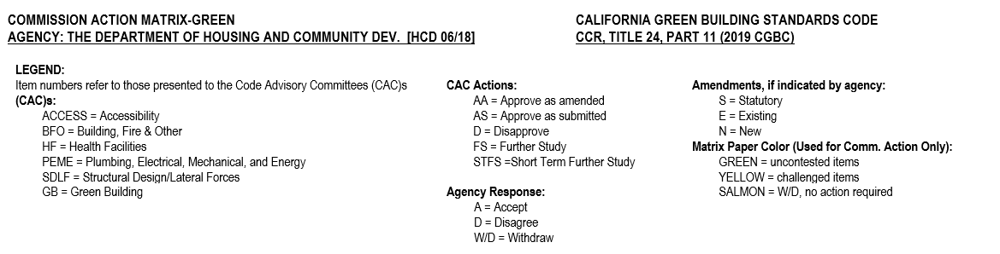 COMMISSION ACTION MATRIX-GREEN
AGENCY: THE DEPARTMENT OF HOUSING AND COMMUNITY DEV. [HCD 06/18]
CALIFORNIA GREEN BUILDING STANDARDS CODE
CCR, TITLE 24, PART 11 (2019 CGBC)
LEGEND:
Item numbers refer to those presented to the Code Advisory Committees (CAC)s
(CAC)s:
ACCESS = Accessibility
BFO = Building, Fire & Other
HF = Health Facilities
PEME = Plumbing, Electrical, Mechanical, and Energy
SDLF = Structural Design/Lateral Forces
GB = Green Building
CAC Actions:
AA = Approve as amended
AS = Approve as submitted
D = Disapprove
FS = Further Study
STFS =Short Term Further Study
Agency Response:
A = Accept
D = Disagree
W/D = Withdraw
Amendments, if indicated by agency:
S = Statutory
E = Existing
N = New
Matrix Paper Color (Used for Comm. Action Only):
GREEN = uncontested items
YELLOW = challenged items
SALMON = W/D, no action required